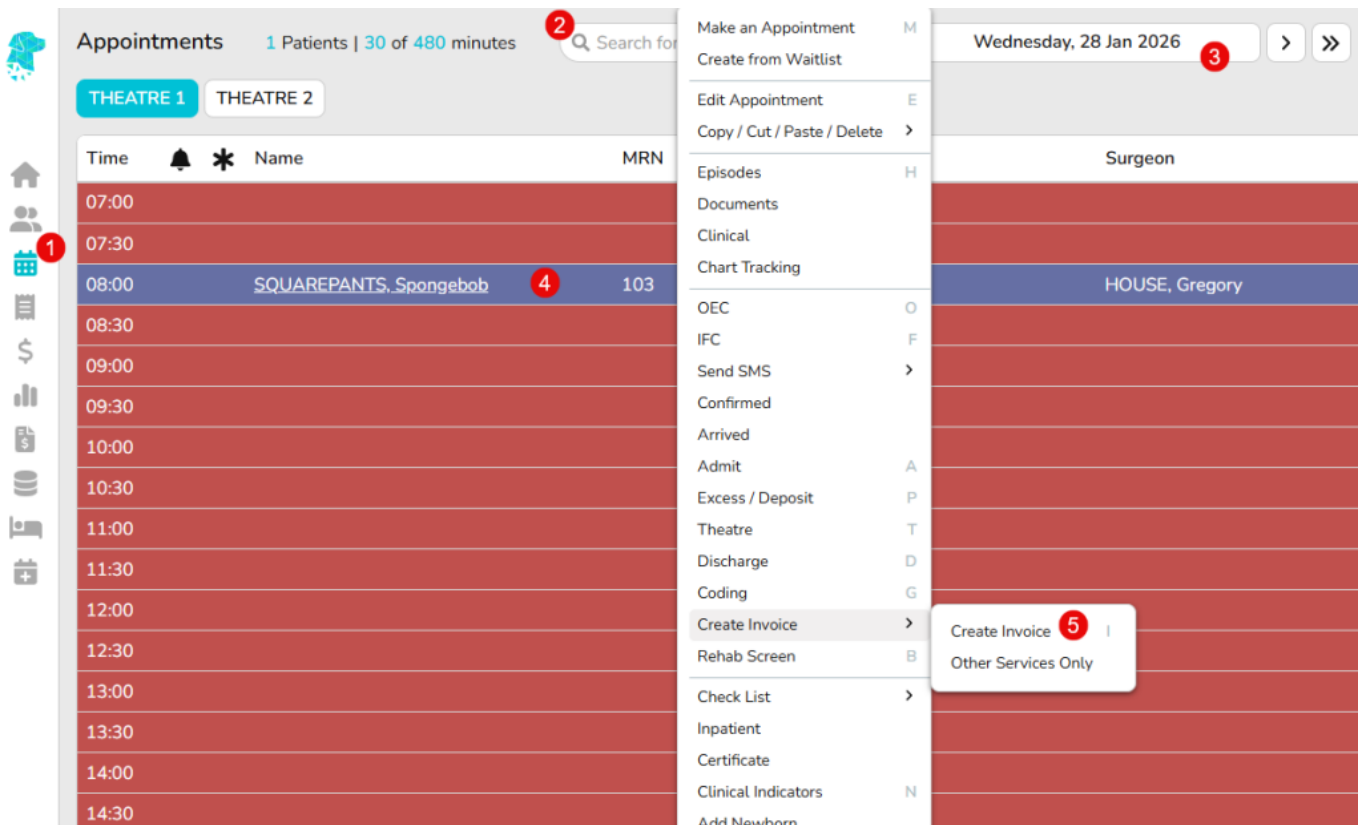 Appointments 1 Patients | 30 of 480 minutes 2 Search for Wednesday, 28 Jan 2026 3
THEATRE 1 THEATRE 2
Time Name MRN Surgeon
07:00
07:30
1
08:00 SQUAREPANTS, Spongebob 4 103 HOUSE, Gregory
08:30
09:00
09:30
10:00
10:30
11:00
11:30
12:00
12:30
13:00
13:30
14:00
14:30
Make an Appointment M
Create from Waitlist
Edit Appointment E
Copy / Cut / Paste / Delete
Episodes H
Documents
Clinical
Chart Tracking
OEC O
IFC F
Send SMS
Confirmed
Arrived
Admit A
Excess / Deposit P
Theatre T
Discharge D
Coding G
Create Invoice
Rehab Screen B
Check List
Inpatient
Certificate
Clinical Indicators N
Add Newborn
Create Invoice 5 I
Other Services Only